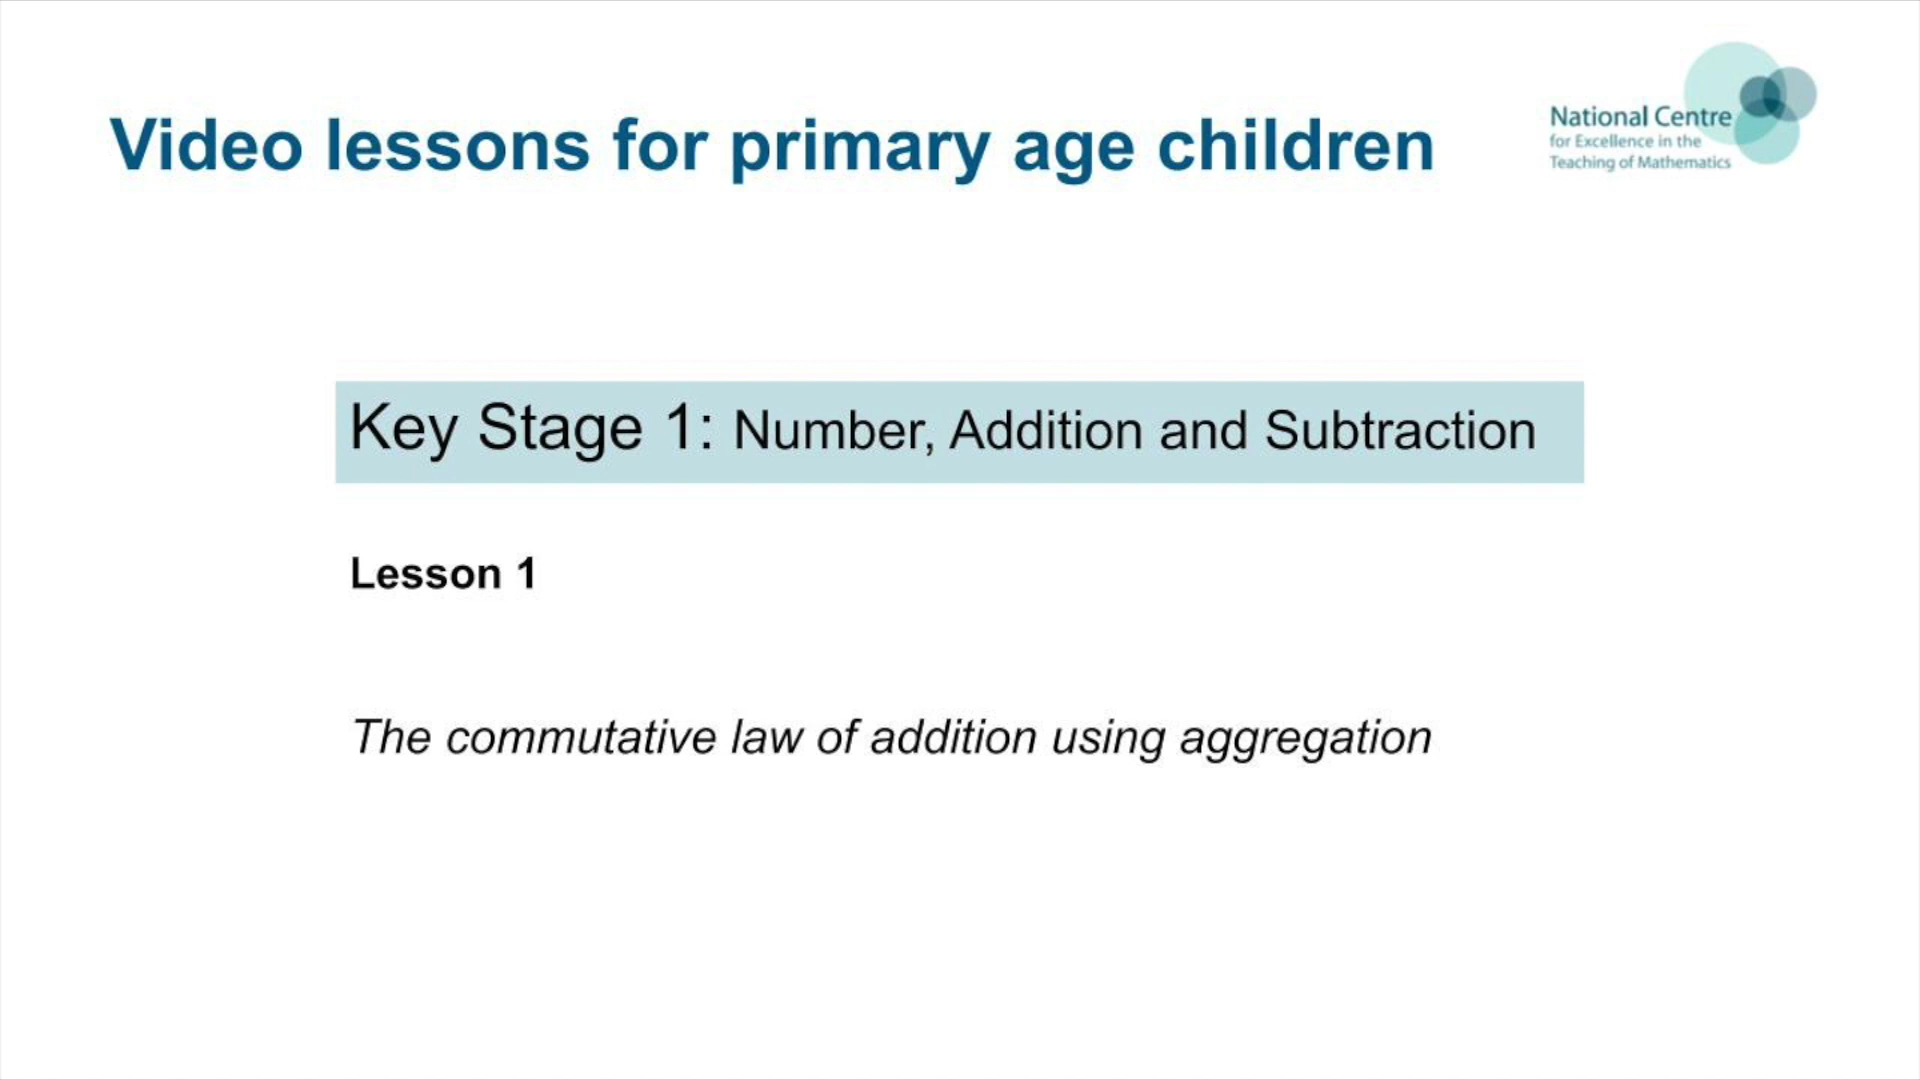 Video lessons for primary age children
National Centre
for Excellence in the
Teaching of Mathematics
Key Stage 1: Number, Addition and Subtraction
Lesson 1
The commutative law of addition using aggregation